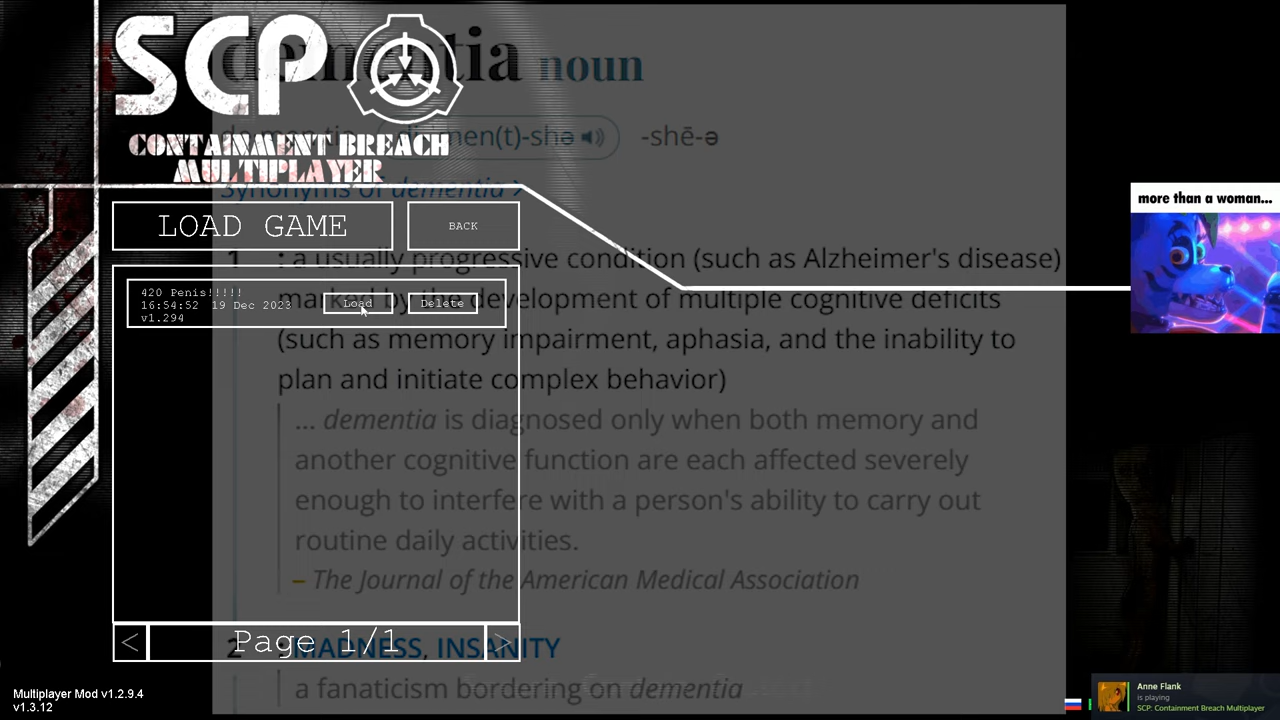 SCP
dementia noun
CONTAINMENT BREACH
)-shə
-shē-ə
MULTIPLAYER
Synonyms of dementia >
LOAD GAME
BACK
1 : a usually progressive condition (such as Alzheimer's disease)
420 Penis!!!!!
16:54:52 19 Dec 2023
v1.294
Load
Delete
marked by the development of multiple cognitive deficits
(such as memory impairment, aphasia, and the inability to
plan and initiate complex behavior)
... dementia is diagnosed only when both memory and
another cognitive function are each affected severely
enough to interfere with a person's ability to carry out
routine daily activities.
– The Journal of the American Medical Association
<
Page 1/1
2 : MADNESS, INSANITY
a fanaticism bordering on dementia
more than a woman...
Multiplayer Mod v1.2.9.4
v1.3.12
Anne Flank
is playing
SCP: Containment Breach Multiplayer